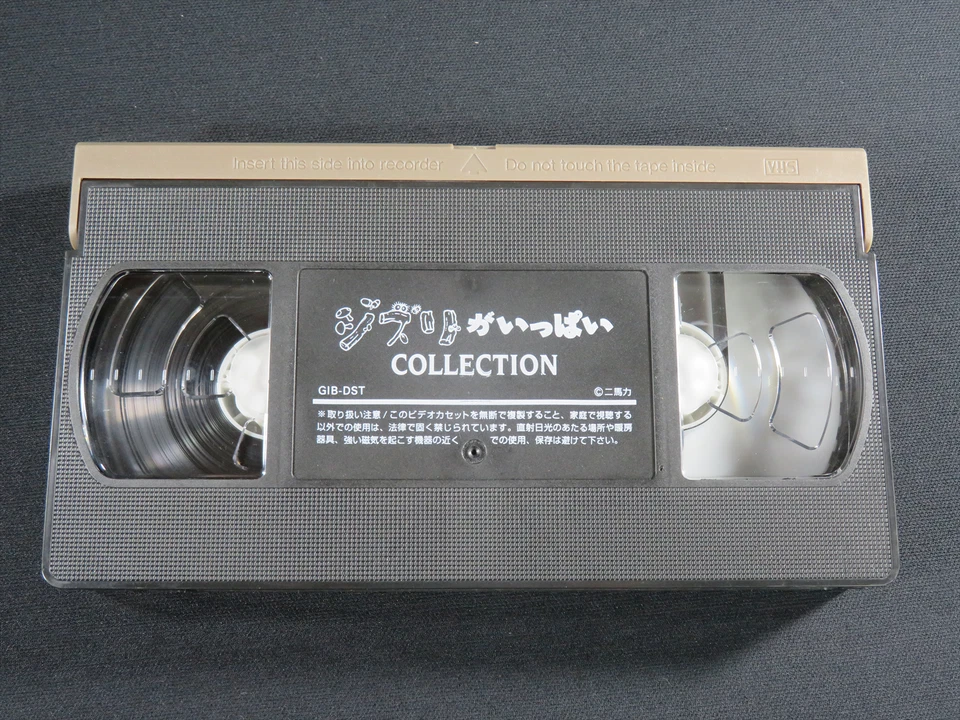 Insert this side into recorder Do not touch the tape inside VHS
ジブリがいっぱい
COLLECTION
GIB-DST ©二馬力
※取り扱い注意/このビデオカセットを無断で複製すること、家庭で視聴する
以外での使用は、法律で固く禁じられています。直射日光のあたる場所や暖房
器具、強い磁気を起こす機器の近く での使用、保存は避けて下さい。